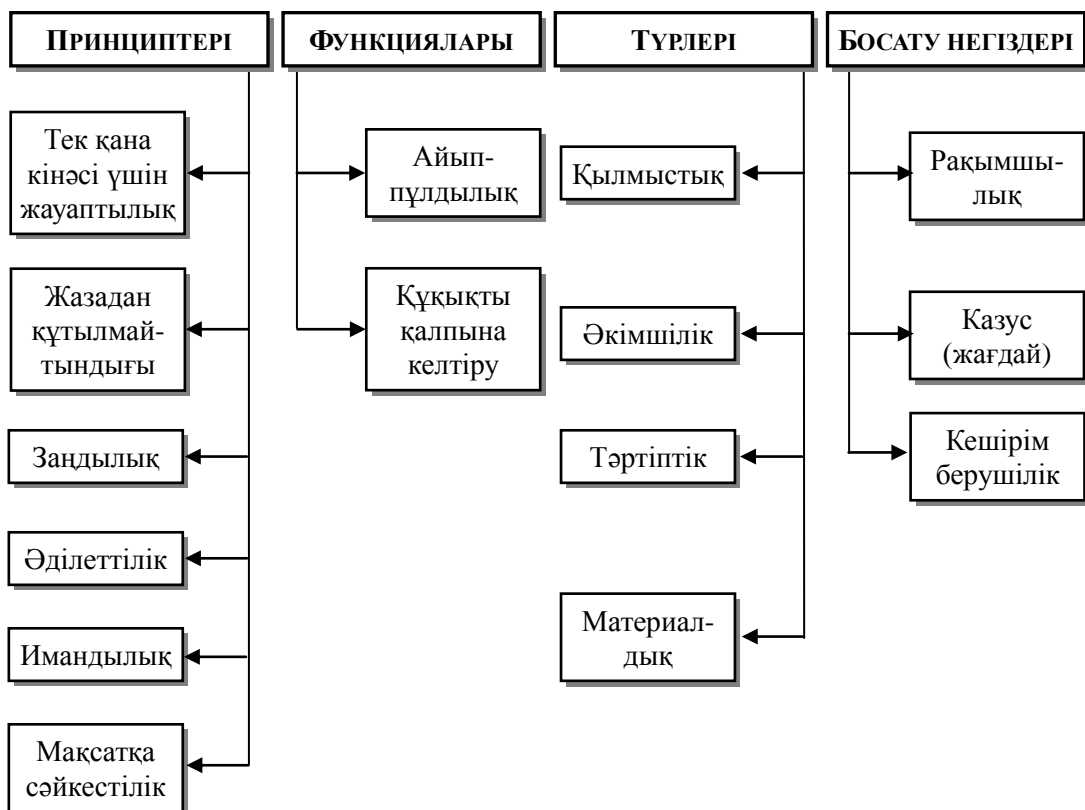 ПРИНЦИПТЕРІ
ФУНКЦИЯЛАРЫ
ТҮРЛЕРІ
БОСАТУ НЕГІЗДЕРІ
Тек қана
кінәсі үшін
жауаптылық
Жазадан
құтылмай-
тындығы
Заңдылық
Әділеттілік
Имандылық
Мақсатқа
сәйкестілік
Айып-
пұлдылық
Құқықты
қалпына
келтіру
Қылмыстық
Әкімшілік
Тәртіптік
Материал-
дық
Рақымшы-
лық
Казус
(жағдай)
Кешірім
берушілік